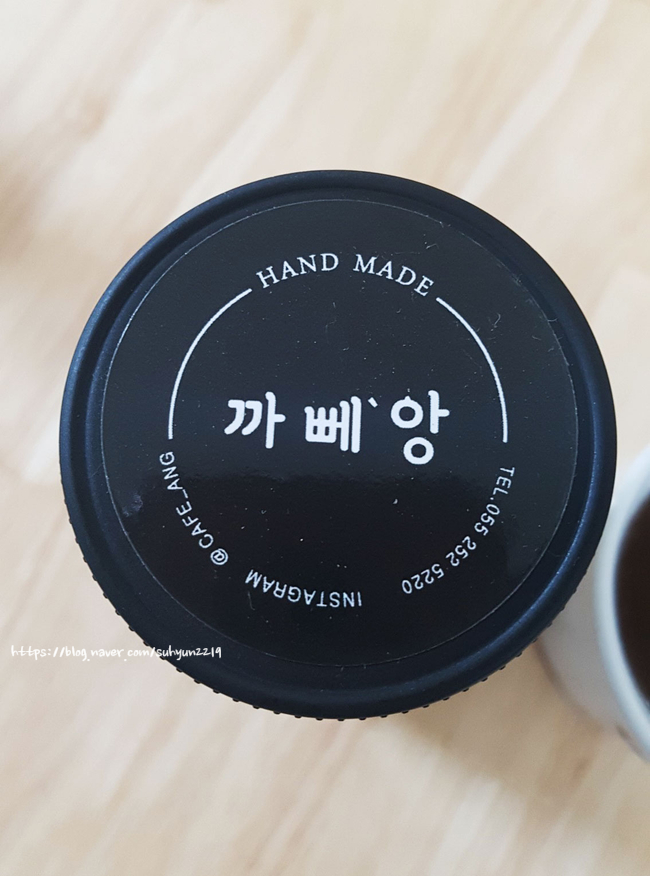 HAND MADE
까 뻬`앙
TEL. 055 252 5220
INSTAGRAM @CAFE_ANG
https://blog.naver.com/suhyun2219